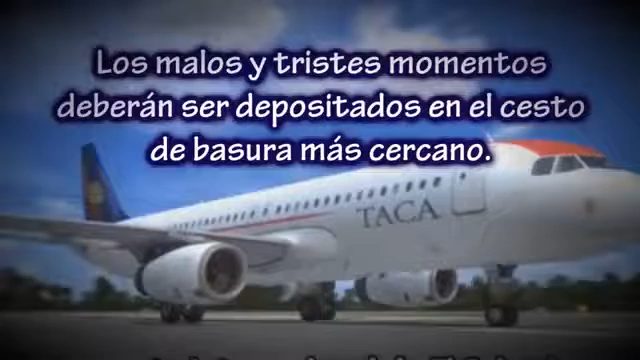 Los malos y tristes momentos
deberán ser depositados en el cesto
de basura más cercano.
TACA